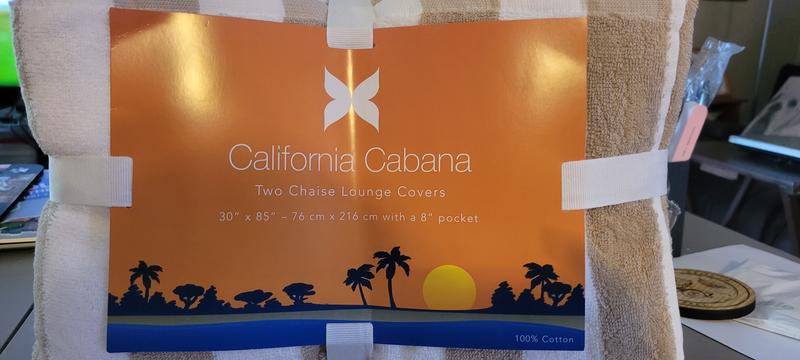 California Cabana
Two Chaise Lounge Covers
30" x 85" – 76 cm x 216 cm with a 8" pocket
100% Cotton